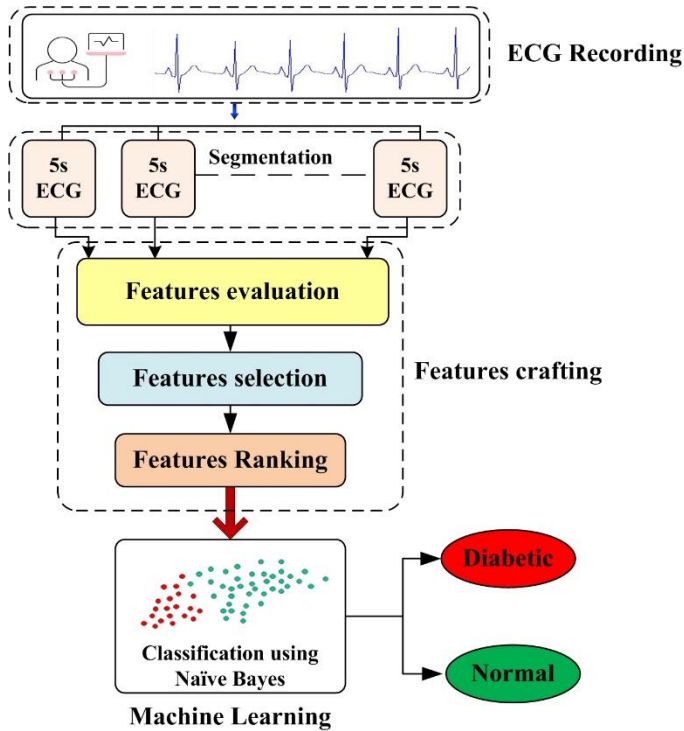 ECG Recording
5s
ECG
5s
ECG
Segmentation
5s
ECG
Features evaluation
Features selection
Features crafting
Features Ranking
Diabetic
Classification using
Naïve Bayes
Normal
Machine Learning